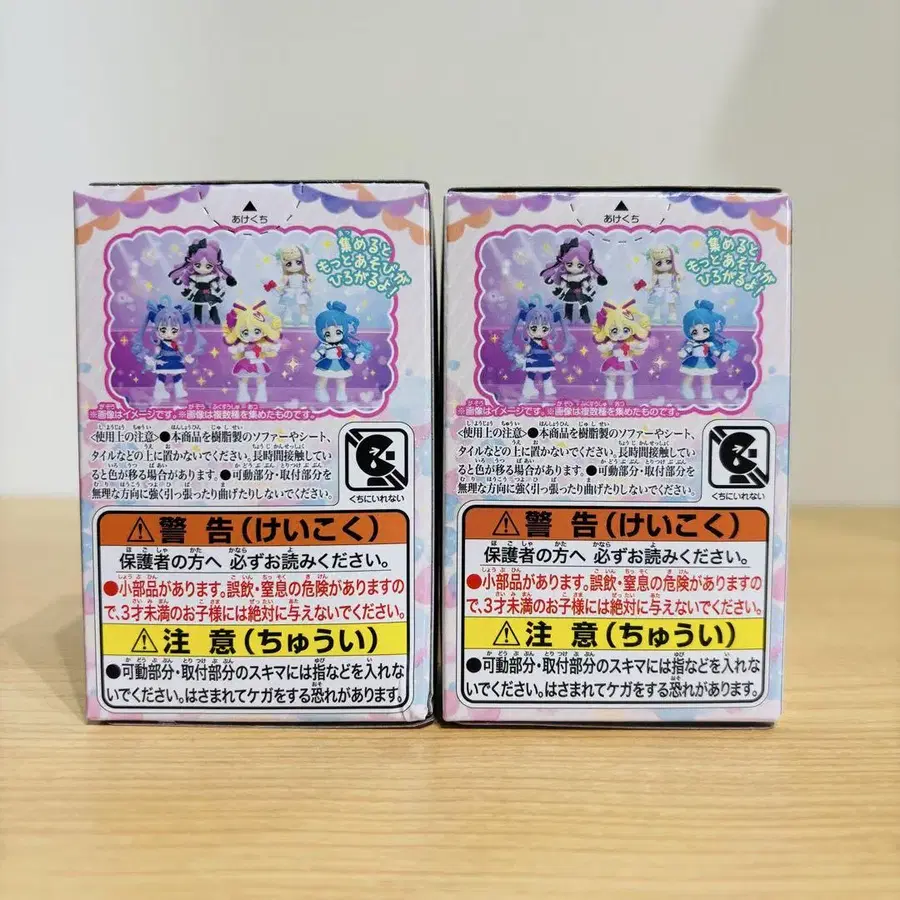 ▲
あけくち
集めると
もっとあそびが
ひろがるよ!
※画像はイメージです。※画像は複数種を集めたものです。
<使用上の注意>●本商品を樹脂製のソファーやシート、
タイルなどの上に置かないでください。長時間接触してい
ると色が移る場合があります。●可動部分・取付部分を
無理な方向に強く引っ張ったり曲げたりしないでください。
くちにいれない
⚠警告(けいこく)
保護者の方へ 必ずお読みください。
●小部品があります。誤飲・窒息の危険がありますの
で、3才未満のお子様には絶対に与えないでください。
⚠注意(ちゅうい)
●可動部分・取付部分のスキマには指などを入れな
いでください。はさまれてケガをする恐れがあります。
▲
あけくち
集めると
もっとあそびが
ひろがるよ!
※画像はイメージです。※画像は複数種を集めたものです。
<使用上の注意>●本商品を樹脂製のソファーやシート、
タイルなどの上に置かないでください。長時間接触してい
ると色が移る場合があります。●可動部分・取付部分を
無理な方向に強く引っ張ったり曲げたりしないでください。
くちにいれない
⚠警告(けいこく)
保護者の方へ 必ずお読みください。
●小部品があります。誤飲・窒息の危険がありますの
で、3才未満のお子様には絶対に与えないでください。
⚠注意(ちゅうい)
●可動部分・取付部分のスキマには指などを入れな
いでください。はさまれてケガをする恐れがあります。